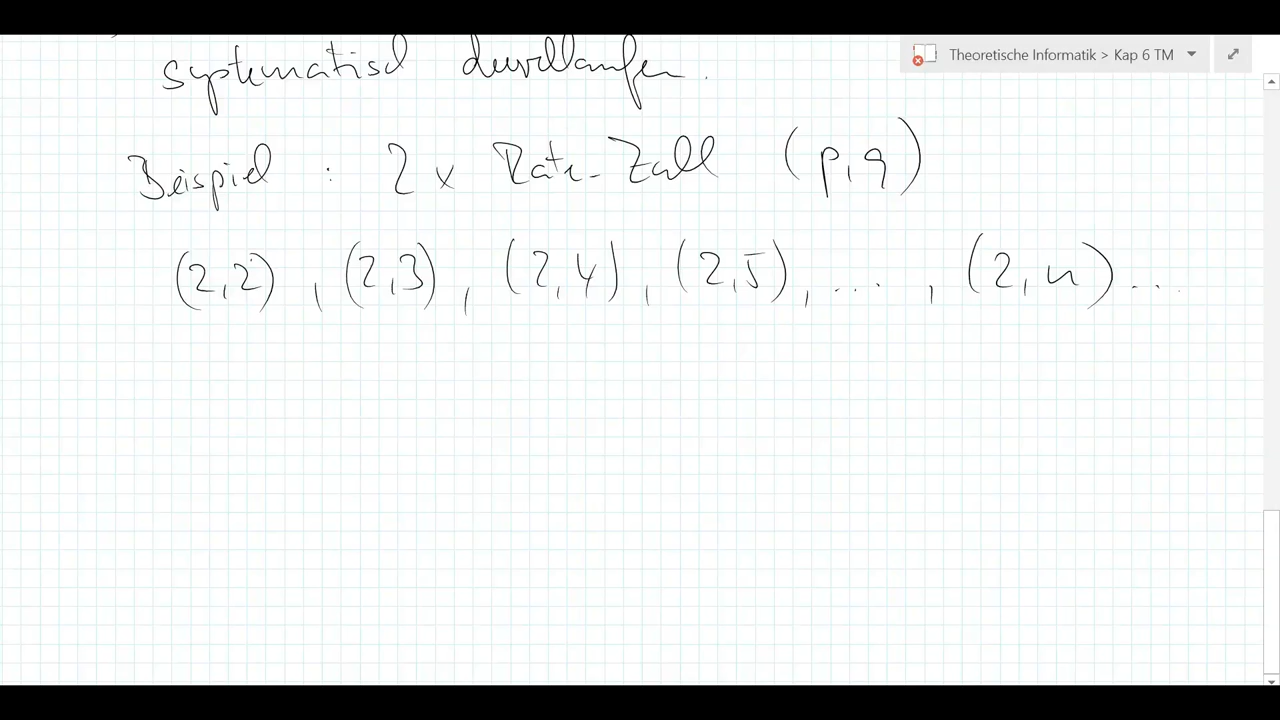 Theoretische Informatik > Kap 6 TM
systematisch durchlaufen.
Beispiel : 2 x Rate-Zahl (p,q)
(2,2) , (2,3) , (2,4) , (2,5) , .... , (2,n) ...